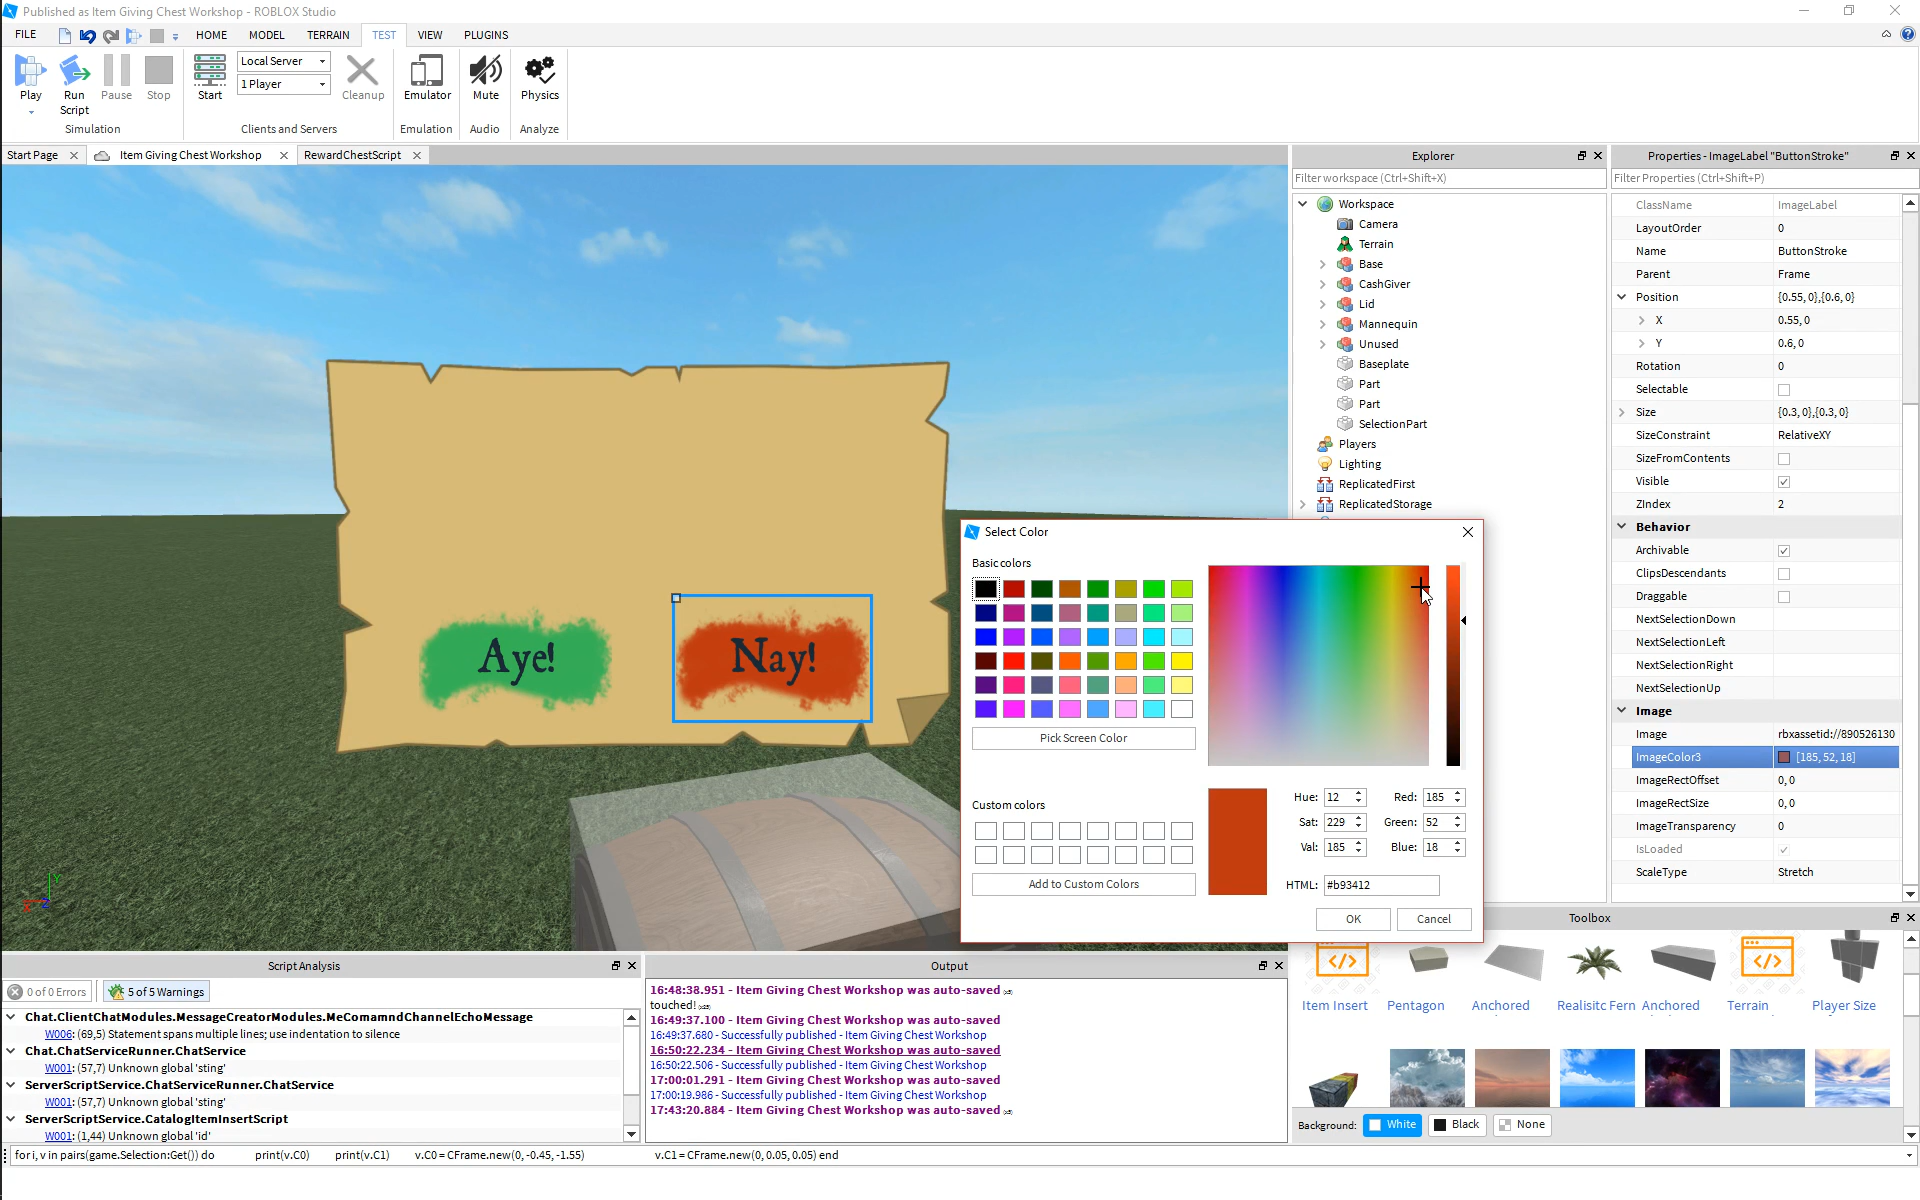 Published as Item Giving Chest Workshop - ROBLOX Studio
FILE HOME MODEL TERRAIN TEST VIEW PLUGINS
Play
Run Script
Pause
Stop
Simulation
Start
Local Server
1 Player
Cleanup
Clients and Servers
Emulator
Emulation
Mute
Audio
Physics
Analyze
Start Page
Item Giving Chest Workshop
RewardChestScript
Aye!
Nay!
Y
Explorer
Filter workspace (Ctrl+Shift+X)
Workspace
Camera
Terrain
Base
CashGiver
Lid
Mannequin
Unused
Baseplate
Part
Part
SelectionPart
Players
Lighting
ReplicatedFirst
ReplicatedStorage
Properties - ImageLabel "ButtonStroke"
Filter Properties (Ctrl+Shift+P)
ClassName ImageLabel
LayoutOrder 0
Name ButtonStroke
Parent Frame
Position {0.55, 0},{0.6, 0}
X 0.55, 0
Y 0.6, 0
Rotation 0
Selectable
Size {0.3, 0},{0.3, 0}
SizeConstraint RelativeXY
SizeFromContents
Visible
ZIndex 2
Behavior
Archivable
ClipsDescendants
Draggable
NextSelectionDown
NextSelectionLeft
NextSelectionRight
NextSelectionUp
Image
Image rbxassetid://890526130
ImageColor3 [185, 52, 18]
ImageRectOffset 0, 0
ImageRectSize 0, 0
ImageTransparency 0
IsLoaded
ScaleType Stretch
Select Color
Basic colors
Pick Screen Color
Custom colors
Add to Custom Colors
Hue: 12 Red: 185
Sat: 229 Green: 52
Val: 185 Blue: 18
HTML: #b93412
OK Cancel
Toolbox
Item Insert Pentagon Anchored Realisitc Fern Anchored Terrain Player Size
Background: White Black None
Script Analysis
0 of 0 Errors 5 of 5 Warnings
Chat.ClientChatModules.MessageCreatorModules.MeComamndChannelEchoMessage
W006: (69,5) Statement spans multiple lines; use indentation to silence
Chat.ChatServiceRunner.ChatService
W001: (57,7) Unknown global 'sting'
ServerScriptService.ChatServiceRunner.ChatService
W001: (57,7) Unknown global 'sting'
ServerScriptService.CatalogItemInsertScript
W001: (1,44) Unknown global 'id'
Output
16:48:38.951 - Item Giving Chest Workshop was auto-saved
touched!
16:49:37.100 - Item Giving Chest Workshop was auto-saved
16:49:37.680 - Successfully published - Item Giving Chest Workshop
16:50:22.234 - Item Giving Chest Workshop was auto-saved
16:50:22.506 - Successfully published - Item Giving Chest Workshop
17:00:01.291 - Item Giving Chest Workshop was auto-saved
17:00:19.986 - Successfully published - Item Giving Chest Workshop
17:43:20.884 - Item Giving Chest Workshop was auto-saved
for i, v in pairs(game.Selection:Get()) do print(v.C0) print(v.C1) v.C0 = CFrame.new(0, -0.45, -1.55) v.C1 = CFrame.new(0, 0.05, 0.05) end